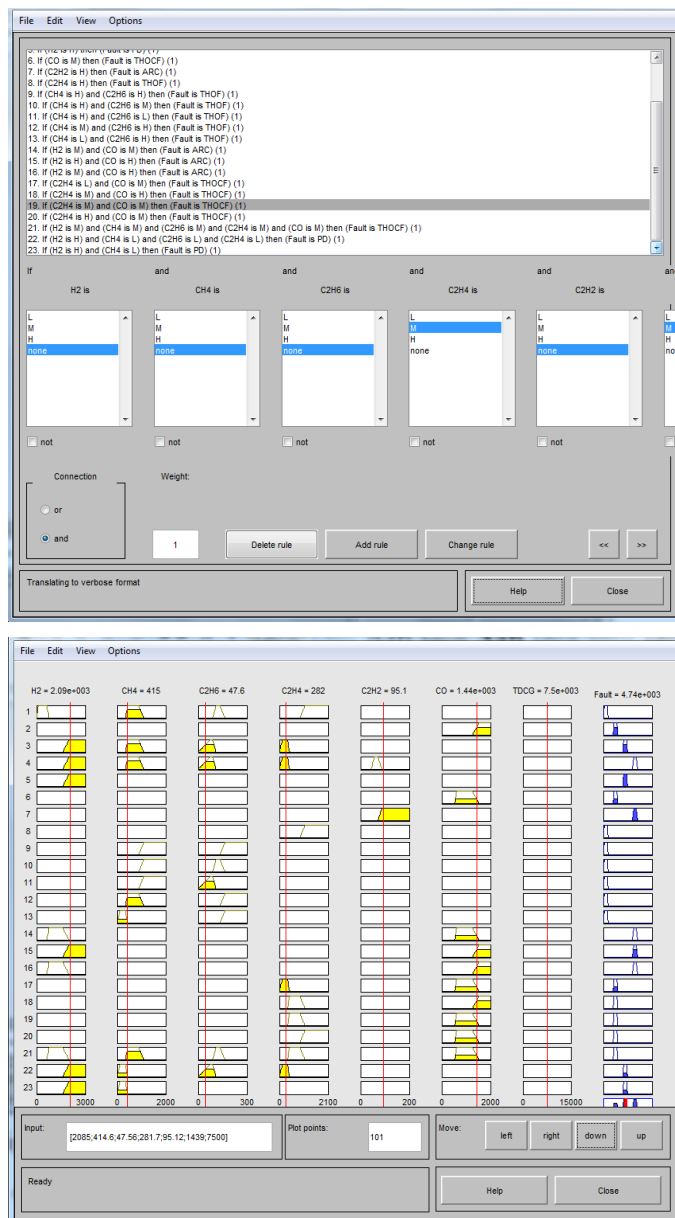 File Edit View Options
5. If (H2 is H) then (Fault is PD) (1)
6. If (CO is M) then (Fault is THOCF) (1)
7. If (C2H2 is H) then (Fault is ARC) (1)
8. If (C2H4 is H) then (Fault is THOF) (1)
9. If (CH4 is H) and (C2H6 is H) then (Fault is THOF) (1)
10. If (CH4 is H) and (C2H6 is M) then (Fault is THOF) (1)
11. If (CH4 is H) and (C2H6 is L) then (Fault is THOF) (1)
12. If (CH4 is M) and (C2H6 is H) then (Fault is THOF) (1)
13. If (CH4 is L) and (C2H6 is H) then (Fault is THOF) (1)
14. If (H2 is M) and (CO is M) then (Fault is ARC) (1)
15. If (H2 is H) and (CO is H) then (Fault is ARC) (1)
16. If (H2 is M) and (CO is H) then (Fault is ARC) (1)
17. If (C2H4 is L) and (CO is M) then (Fault is THOCF) (1)
18. If (C2H4 is M) and (CO is H) then (Fault is THOCF) (1)
19. If (C2H4 is M) and (CO is M) then (Fault is THOCF) (1)
20. If (C2H4 is H) and (CO is M) then (Fault is THOCF) (1)
21. If (H2 is M) and (CH4 is M) and (C2H6 is M) and (C2H4 is M) and (CO is M) then (Fault is THOCF) (1)
22. If (H2 is H) and (CH4 is L) and (C2H6 is L) and (C2H4 is L) then (Fault is PD) (1)
23. If (H2 is H) and (CH4 is L) then (Fault is PD) (1)
If and and and and an
H2 is CH4 is C2H6 is C2H4 is C2H2 is
L L L L L L
M M M M M M
H H H H H H
none none none none none no
not not not not not
Connection Weight:
or
and 1 Delete rule Add rule Change rule << >>
Translating to verbose format
Help Close
File Edit View Options
H2 = 2.09e+003 CH4 = 415 C2H6 = 47.6 C2H4 = 282 C2H2 = 95.1 CO = 1.44e+003 TDCG = 7.5e+003 Fault = 4.74e+003
1
2
3
4
5
6
7
8
9
10
11
12
13
14
15
16
17
18
19
20
21
22
23
0 3000 0 2000 0 300 0 2100 0 200 0 2000 0 15000
Input: [2085;414.6;47.56;281.7;95.12;1439;7500] Plot points: 101 Move: left right down up
Ready
Help Close